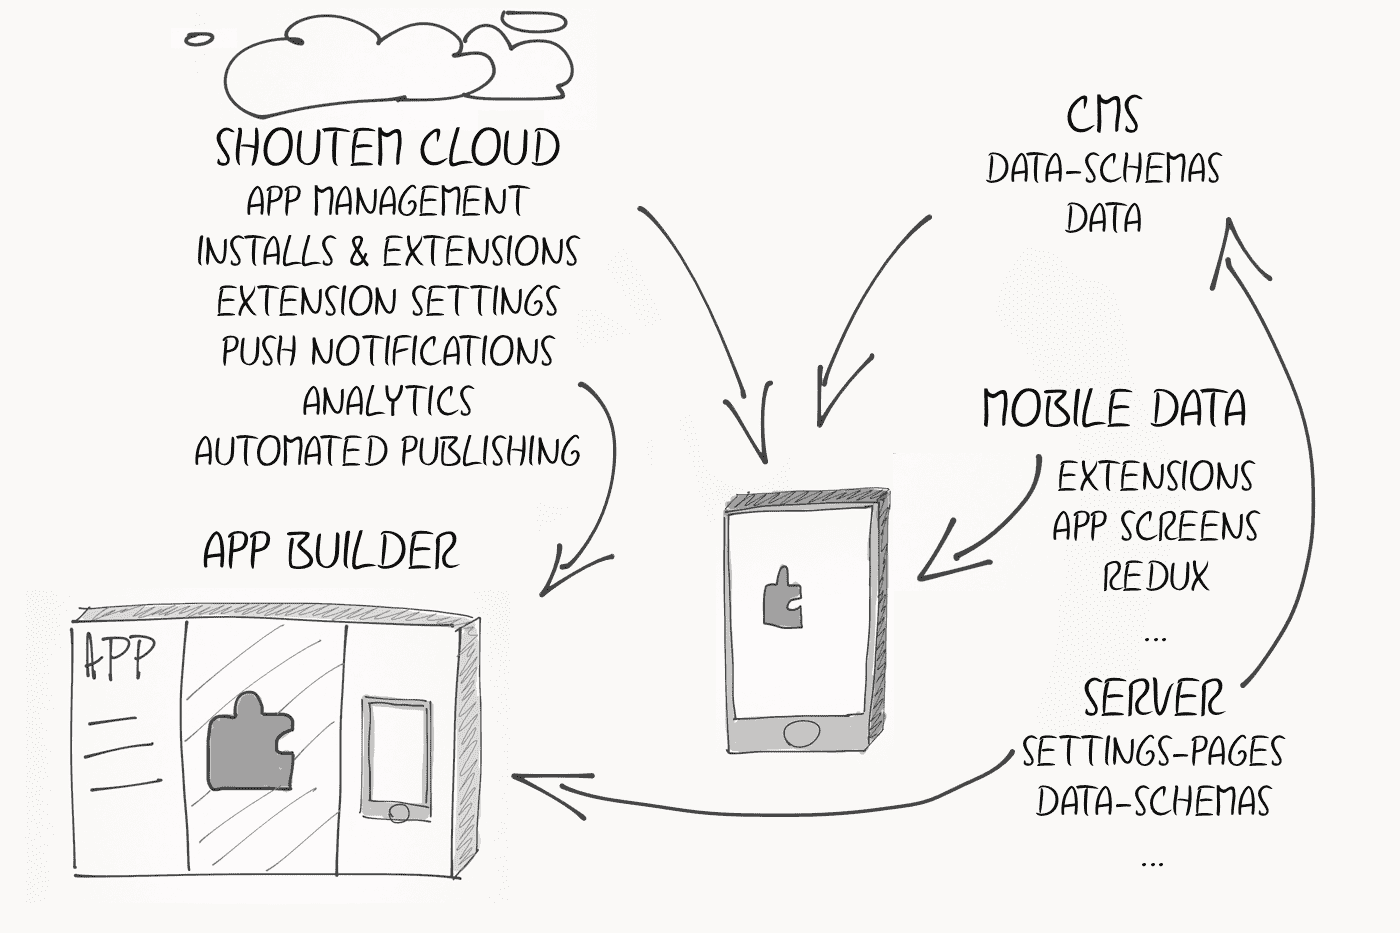 SHOUTEM CLOUD
APP MANAGEMENT
INSTALLS & EXTENSIONS
EXTENSION SETTINGS
PUSH NOTIFICATIONS
ANALYTICS
AUTOMATED PUBLISHING
APP BUILDER
APP
CMS
DATA-SCHEMAS
DATA
MOBILE DATA
EXTENSIONS
APP SCREENS
REDUX
...
SERVER
SETTINGS-PAGES
DATA-SCHEMAS
...